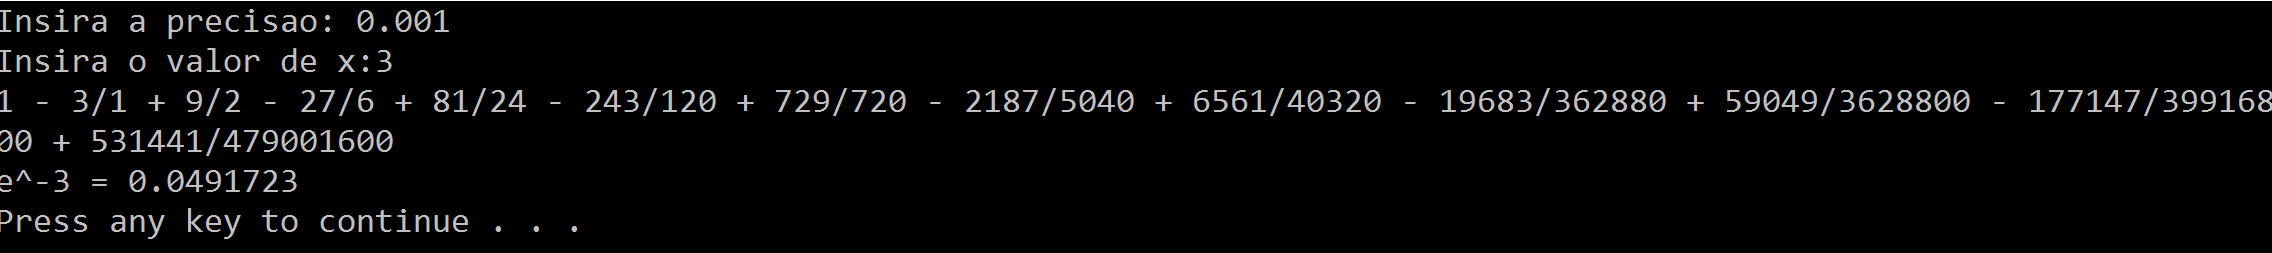 Insira a precisao: 0.001
Insira o valor de x:3
1 - 3/1 + 9/2 - 27/6 + 81/24 - 243/120 + 729/720 - 2187/5040 + 6561/40320 - 19683/362880 + 59049/3628800 - 177147/399168
00 + 531441/479001600
e^-3 = 0.0491723
Press any key to continue . . .